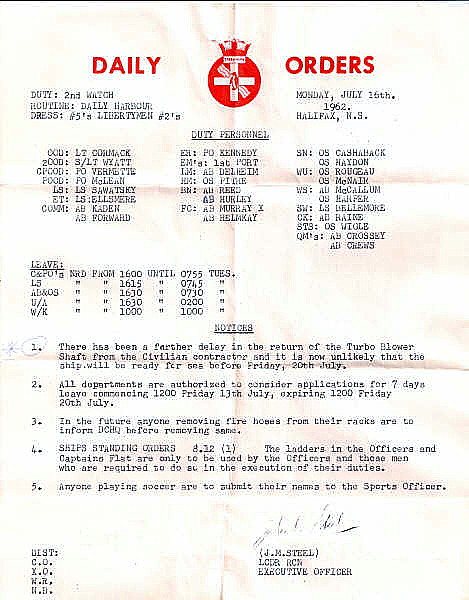 DAILY ORDERS
DUTY: 2nd WATCH MONDAY, JULY 16th.
ROUTINE: DAILY HARBOUR 1962.
DRESS: #5's LIBERTYMEN #2's HALIFAX, N.S.
DUTY PERSONNEL
OOD: LT CORMACK ER: PO KENNEDY SN: OS CASHABACK
2OOD: S/LT WYATT EM's: 1st PORT OS HAYDON
CPOOD: PO VERMETTE LM: AB DELHEIM WU: OS ROUGEAU
POOD: PO McLEAN HM: OS PITRE OS McNAIR
LS: LS SAWATSKY BN: AB REED WS: AB McCALLUM
ET: LS:ELLSMERE AB HURLEY OS HARPER
COMM: AB KADEN FC: AB MURRAY X SW: LS DELLEMORE
AB FORWARD AB HELMKAY CK: AB RAINE
STS: OS WIGLE
QM's: AB CROSSEY
AB CREWS
LEAVE:
C&PO's NRD FROM 1600 UNTIL 0755 TUES.
LS " " 1615 " 0745 "
AB&OS " " 1630 " 0730 "
U/A " " 1630 " 0200 "
W/K " " 1000 " 1000 "
NOTICES
1. There has been a farther delay in the return of the Turbo Blower
Shaft from the Civilian contractor and it is now unlikely that the
ship.will be ready for sea before Friday, 20th July.
2. All departments are authorized to consider applications for 7 days
leave commencing 1200 Friday 13th July, expiring 1200 Friday
20th July.
3. In the future anyone removing fire hoses from their racks are to
inform DCHQ before removing same.
4. SHIPS STANDING ORDERS 8.12 (1) The ladders in the Officers and
Captains Flat are only to be used by the Officers and those men
who are required to do so in the execution of their duties.
5. Anyone playing soccer are to submit their names to the Sports Officer.
DIST: (J.M.STEEL)
C.O. LCDR RCN
X.O. EXECUTIVE OFFICER
W.R.
N.B.